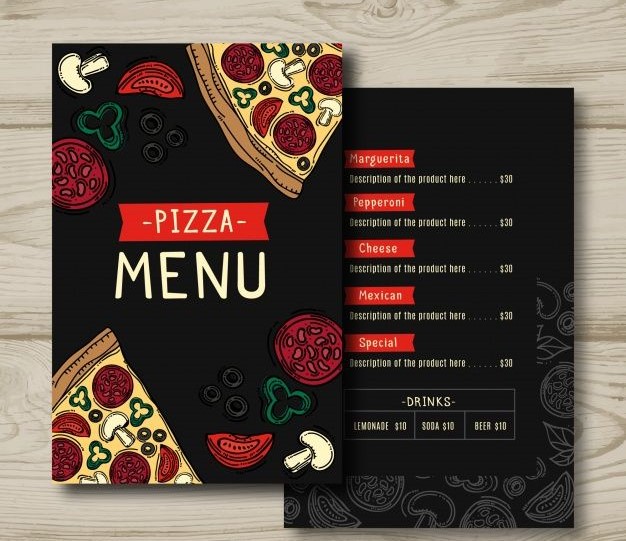 -PIZZA-
MENU
Marguerita
Description of the product here . . . . . . $30
Pepperoni
Description of the product here . . . . . . $30
Cheese
Description of the product here . . . . . . $30
Mexican
Description of the product here . . . . . . $30
Special
Description of the product here . . . . . . $30
-DRINKS-
LEMONADE $10
SODA $10
BEER $10